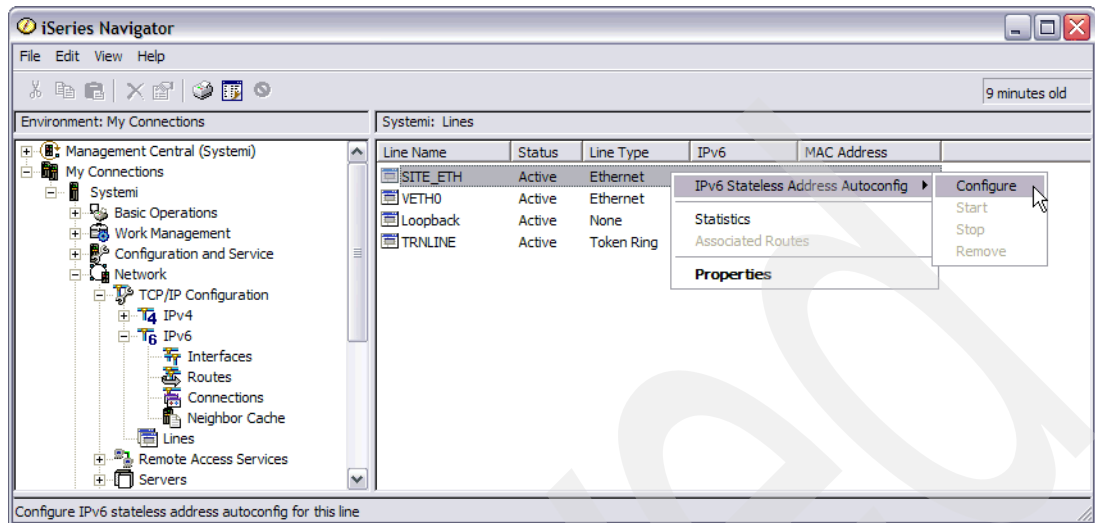 iSeries Navigator
File Edit View Help
9 minutes old
Environment: My Connections
Systemi: Lines
Management Central (Systemi)
My Connections
Systemi
Basic Operations
Work Management
Configuration and Service
Network
TCP/IP Configuration
IPv4
IPv6
Interfaces
Routes
Connections
Neighbor Cache
Lines
Remote Access Services
Servers
Line Name Status Line Type IPv6 MAC Address
SITE_ETH Active Ethernet
VETH0 Active Ethernet
Loopback Active None
TRNLINE Active Token Ring
IPv6 Stateless Address Autoconfig
Statistics
Associated Routes
Properties
Configure
Start
Stop
Remove
Configure IPv6 stateless address autoconfig for this line